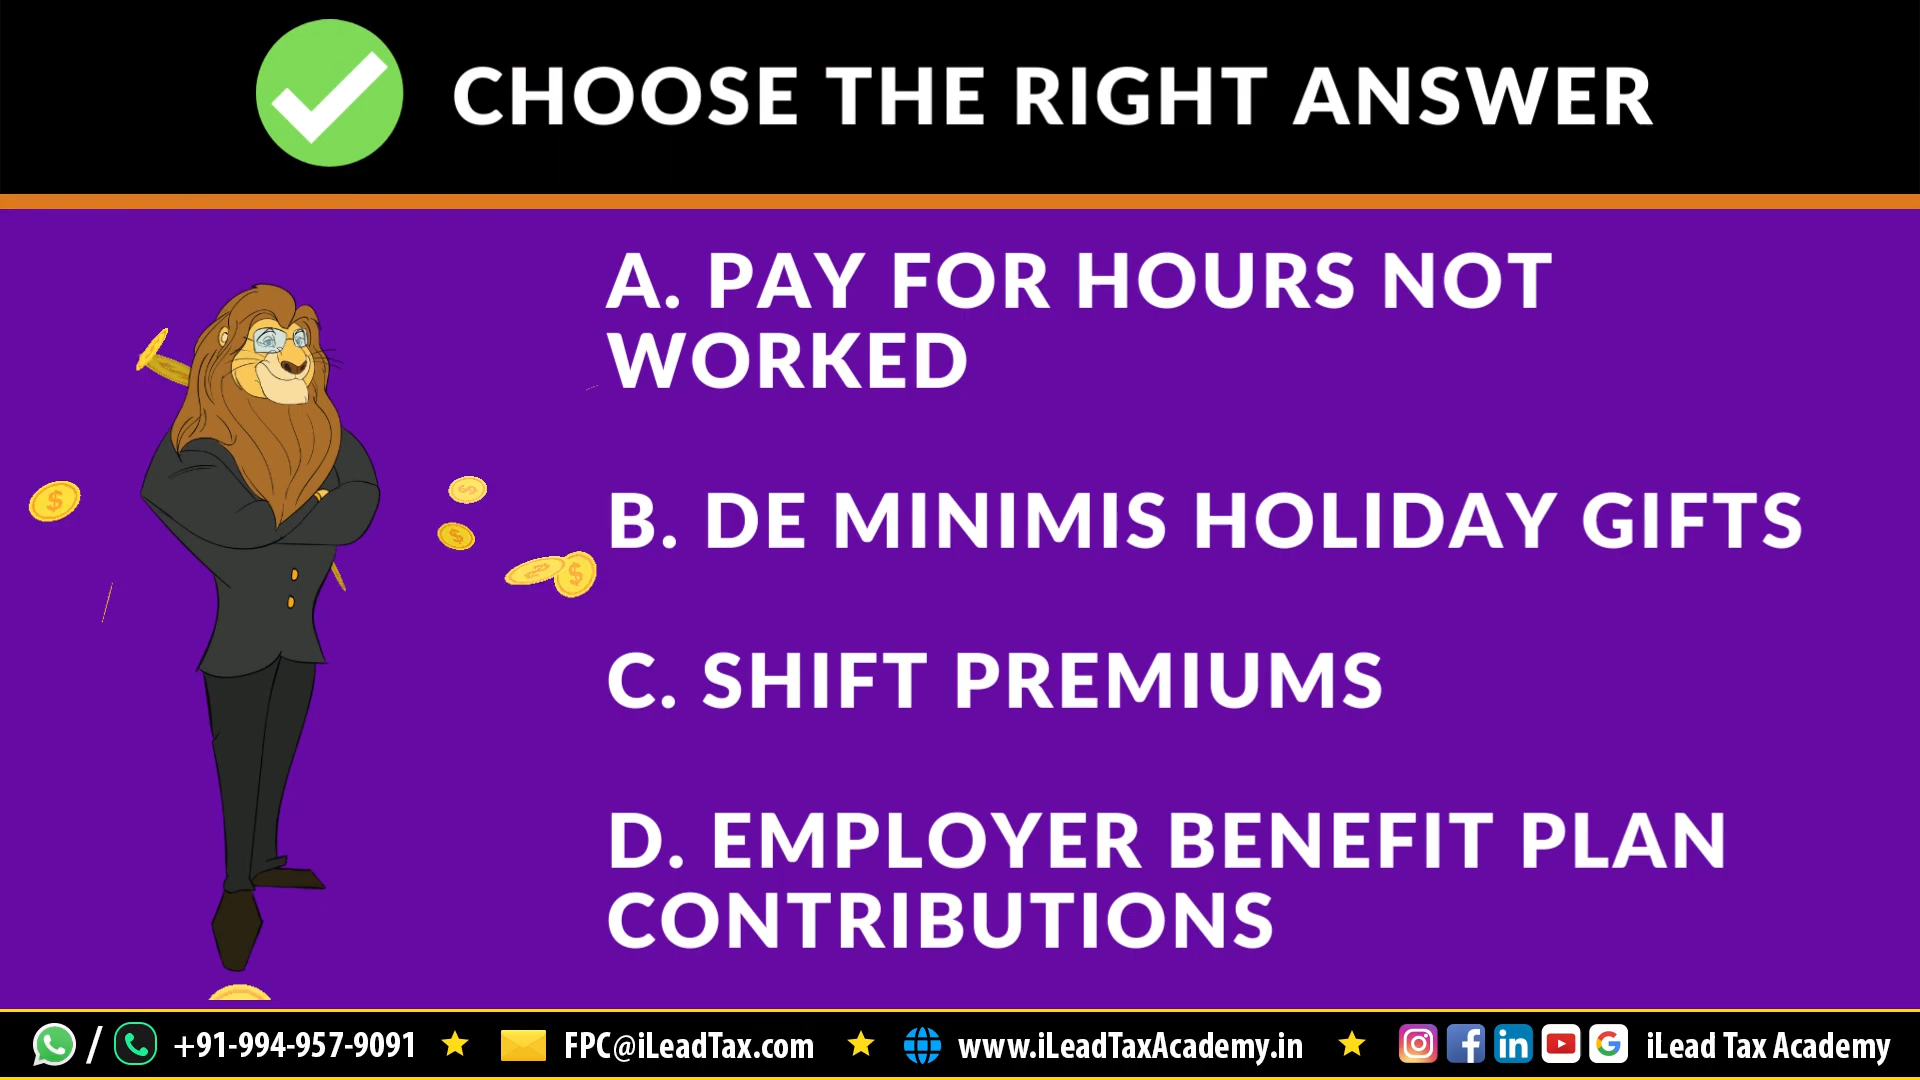 CHOOSE THE RIGHT ANSWER
A. PAY FOR HOURS NOT
WORKED
B. DE MINIMIS HOLIDAY GIFTS
C. SHIFT PREMIUMS
D. EMPLOYER BENEFIT PLAN
CONTRIBUTIONS
/ +91-994-957-9091 FPC@iLeadTax.com www.iLeadTaxAcademy.in iLead Tax Academy